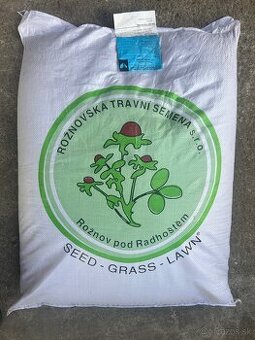 ROŽNOVSKÁ TRAVNÍ SEMENA s.r.o.
Rožnov pod Radhoštěm
SEED - GRASS - LAWN®